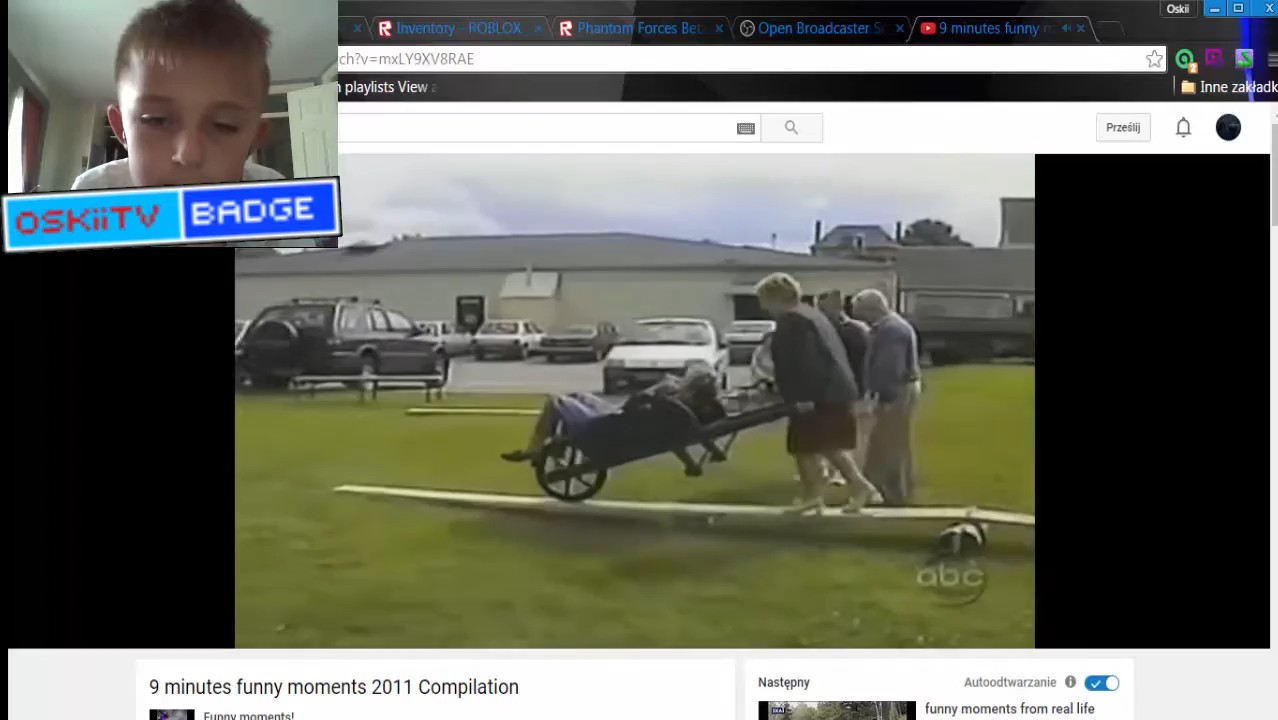 Oskii
Inventory - ROBLOX
Phantom Forces Be
Open Broadcaster S
9 minutes funny m
ch?v=mxLY9XV8RAE
playlists View a
Inne zakładk
Prześlij
OSKiiTV BADGE
abc
9 minutes funny moments 2011 Compilation
Następny
Autoodtwarzanie
funny moments from real life
Funny moments!